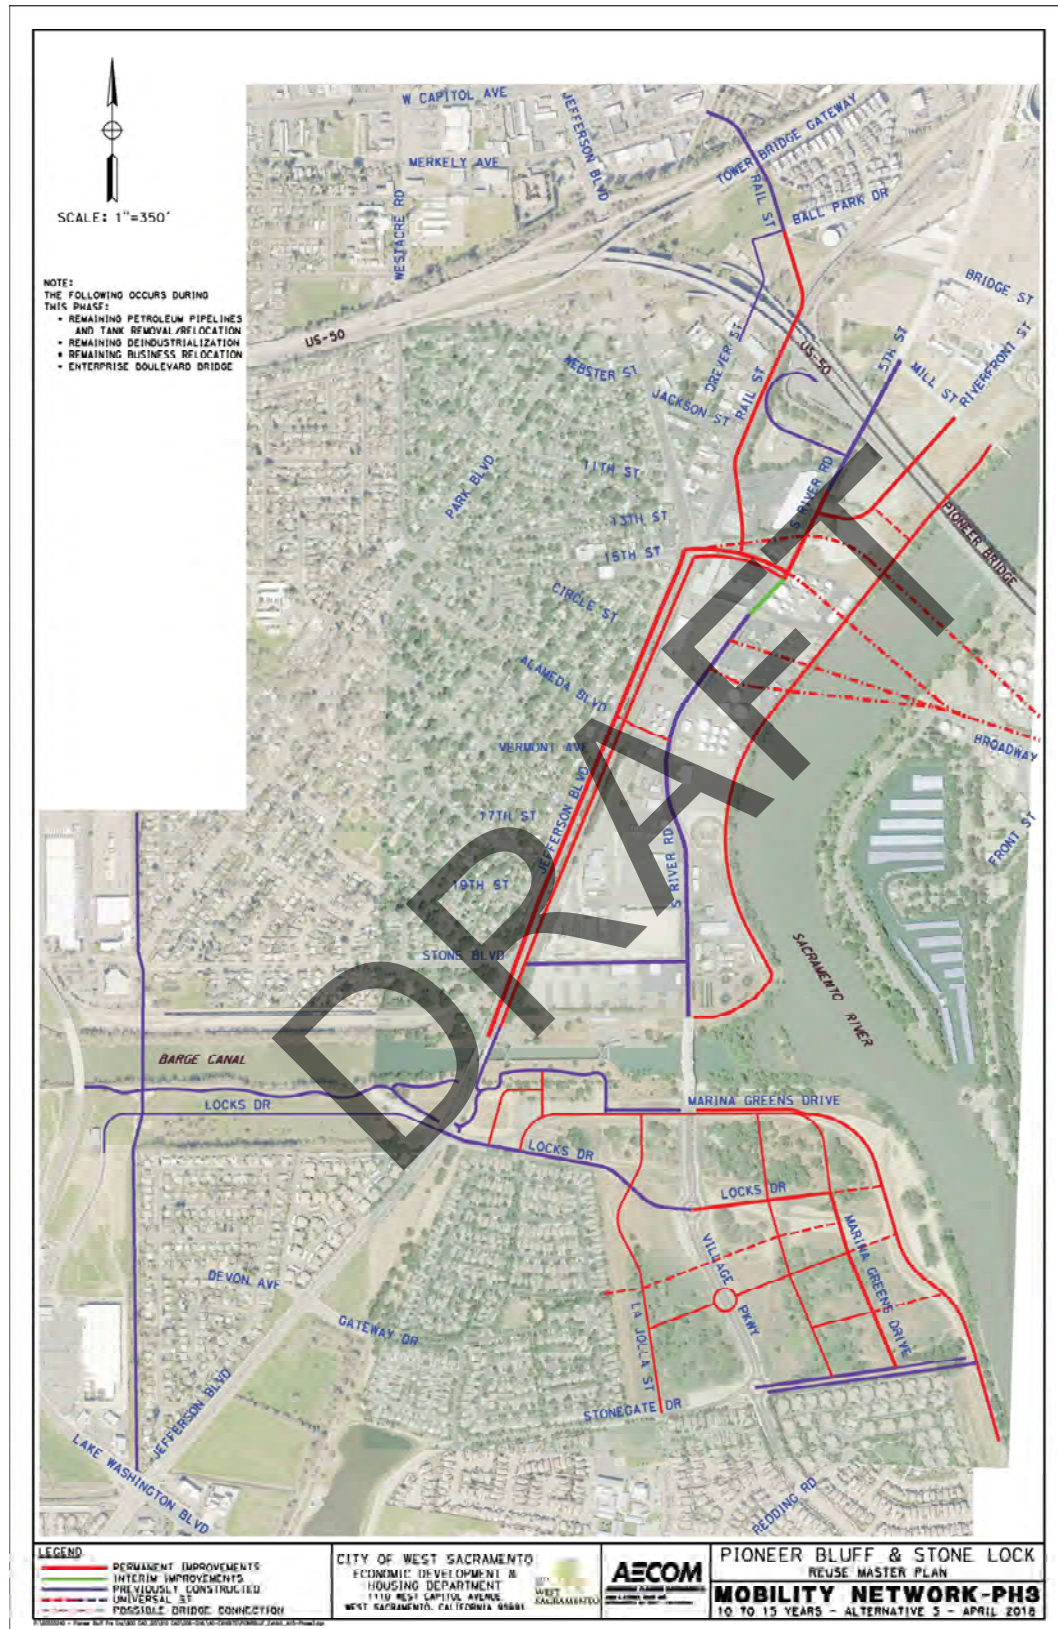 SCALE: 1"=350'
NOTE:
THE FOLLOWING OCCURS DURING
THIS PHASE:
• REMAINING PETROLEUM PIPELINES
AND TANK REMOVAL/RELOCATION
• REMAINING DEINDUSTRIALIZATION
• REMAINING BUSINESS RELOCATION
• ENTERPRISE BOULEVARD BRIDGE
W CAPITOL AVE
JEFFERSON BLVD
TOWER BRIDGE GATEWAY
MERKELY AVE
RAIL ST
WESTACRE RD
BALL PARK DR
BRIDGE ST
US-50
DREVER ST
US-50
5TH ST
RIVERFRONT ST
WEBSTER ST
MILL ST
JACKSON ST
RAIL ST
PARK BLVD
11TH ST
S RIVER RD
13TH ST
PIONEER BRIDGE
15TH ST
CIRCLE ST
ALAMEDA BLVD
VERMONT AVE
BROADWAY
JEFFERSON BLVD
17TH ST
FRONT ST
S RIVER RD
19TH ST
STONE BLVD
SACRAMENTO RIVER
BARGE CANAL
LOCKS DR
MARINA GREENS DRIVE
LOCKS DR
LOCKS DR
VILLAGE PKWY
MARINA GREENS DRIVE
DEVON AVE
GATEWAY DR
LA JOLLA ST
JEFFERSON BLVD
STONEGATE DR
LAKE WASHINGTON BLVD
REDDING RD
DRAFT
LEGEND
PERMANENT IMPROVEMENTS
INTERIM IMPROVEMENTS
PREVIOUSLY CONSTRUCTED
UNIVERSAL ST
POSSIBLE BRIDGE CONNECTION
CITY OF WEST SACRAMENTO
ECONOMIC DEVELOPMENT &
HOUSING DEPARTMENT
1110 WEST CAPITOL AVENUE
WEST SACRAMENTO, CALIFORNIA 95691
WEST
SACRAMENTO
AECOM
PIONEER BLUFF & STONE LOCK
REUSE MASTER PLAN
MOBILITY NETWORK-PH3
10 TO 15 YEARS - ALTERNATIVE 5 - APRIL 2018